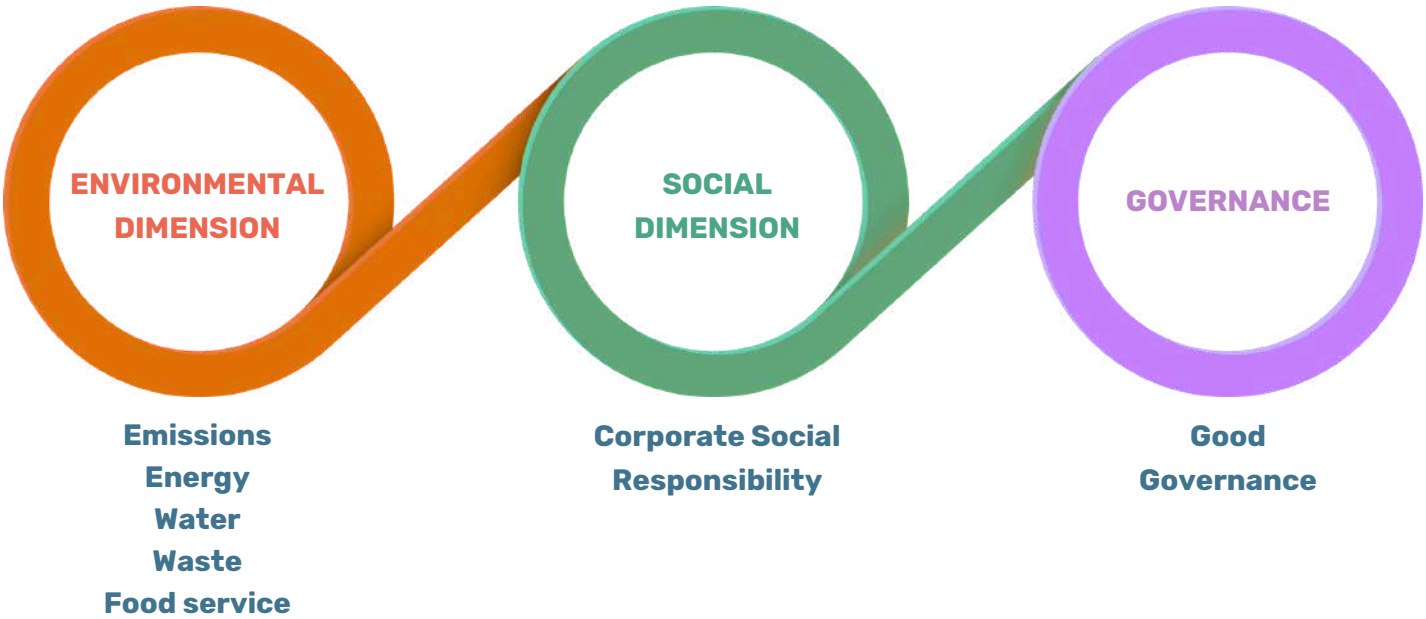 ENVIRONMENTAL
DIMENSION
Emissions
Energy
Water
Waste
Food service
SOCIAL
DIMENSION
Corporate Social
Responsibility
GOVERNANCE
Good
Governance